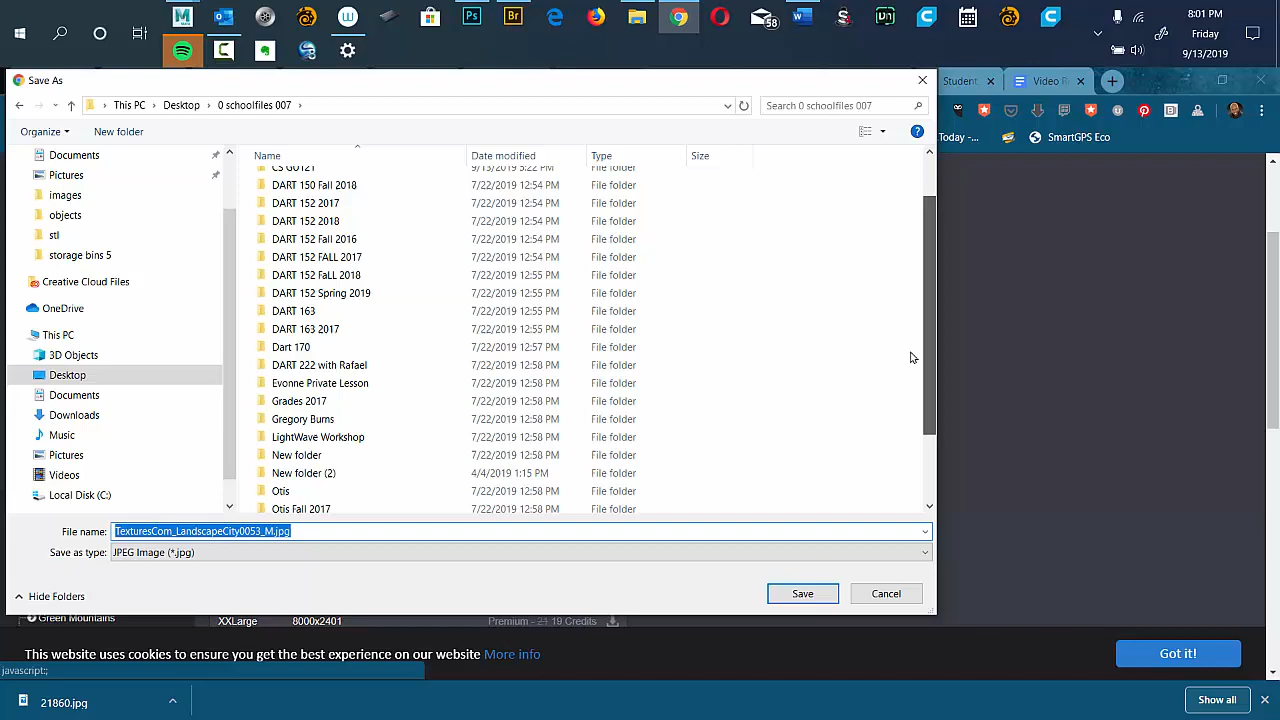 58
8:01 PM
Friday
9/13/2019
Save As
Student
Video R
This PC
Desktop
0 schoolfiles 007
Search 0 schoolfiles 007
Today -...
SmartGPS Eco
Organize
New folder
Name
Date modified
Type
Size
Documents
Pictures
images
objects
stl
storage bins 5
Creative Cloud Files
OneDrive
This PC
3D Objects
Desktop
Documents
Downloads
Music
Pictures
Videos
Local Disk (C:)
CS GO121 9/13/2019 5:22 PM File folder
DART 150 Fall 2018 7/22/2019 12:54 PM File folder
DART 152 2017 7/22/2019 12:54 PM File folder
DART 152 2018 7/22/2019 12:54 PM File folder
DART 152 Fall 2016 7/22/2019 12:54 PM File folder
DART 152 FALL 2017 7/22/2019 12:54 PM File folder
DART 152 FaLL 2018 7/22/2019 12:55 PM File folder
DART 152 Spring 2019 7/22/2019 12:55 PM File folder
DART 163 7/22/2019 12:55 PM File folder
DART 163 2017 7/22/2019 12:55 PM File folder
Dart 170 7/22/2019 12:57 PM File folder
DART 222 with Rafael 7/22/2019 12:58 PM File folder
Evonne Private Lesson 7/22/2019 12:58 PM File folder
Grades 2017 7/22/2019 12:58 PM File folder
Gregory Burns 7/22/2019 12:58 PM File folder
LightWave Workshop 7/22/2019 12:58 PM File folder
New folder 7/22/2019 12:58 PM File folder
New folder (2) 4/4/2019 1:15 PM File folder
Otis 7/22/2019 12:58 PM File folder
Otis Fall 2017 7/22/2019 12:58 PM File folder
File name: TexturesCom_LandscapeCity0053_M.jpg
Save as type: JPEG Image (*.jpg)
Hide Folders
Save
Cancel
Green Mountains
XXLarge 8000x2401 Premium - 21 19 Credits
This website uses cookies to ensure you get the best experience on our website More info
Got it!
javascript:;
21860.jpg
Show all